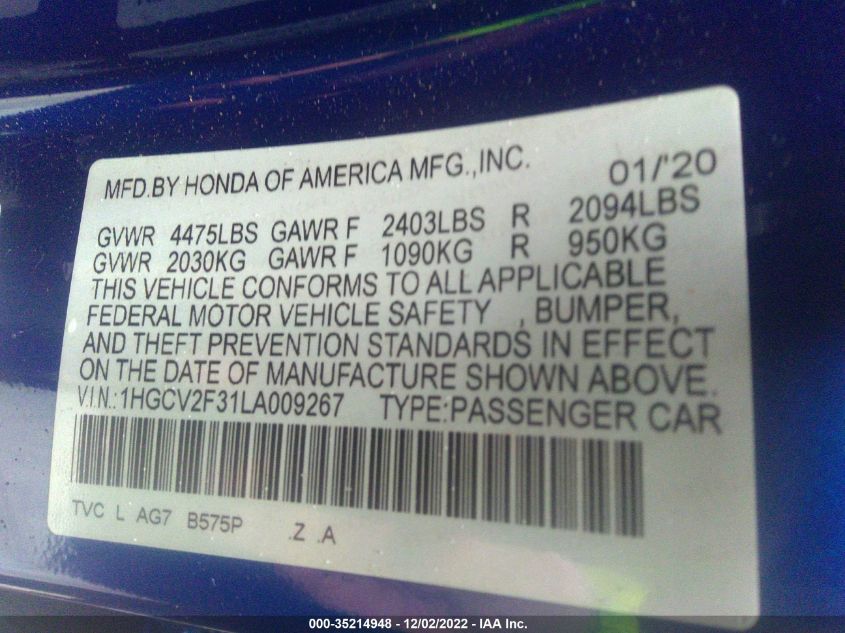 MFD.BY HONDA OF AMERICA MFG.,INC. 01/'20
GVWR 4475LBS GAWR F 2403LBS R 2094LBS
GVWR 2030KG GAWR F 1090KG R 950KG
THIS VEHICLE CONFORMS TO ALL APPLICABLE
FEDERAL MOTOR VEHICLE SAFETY , BUMPER,
AND THEFT PREVENTION STANDARDS IN EFFECT
ON THE DATE OF MANUFACTURE SHOWN ABOVE.
V.I.N.:1HGCV2F31LA009267 TYPE:PASSENGER CAR
TVC L AG7 B575P .Z .A
000-35214948 - 12/02/2022 - IAA Inc.